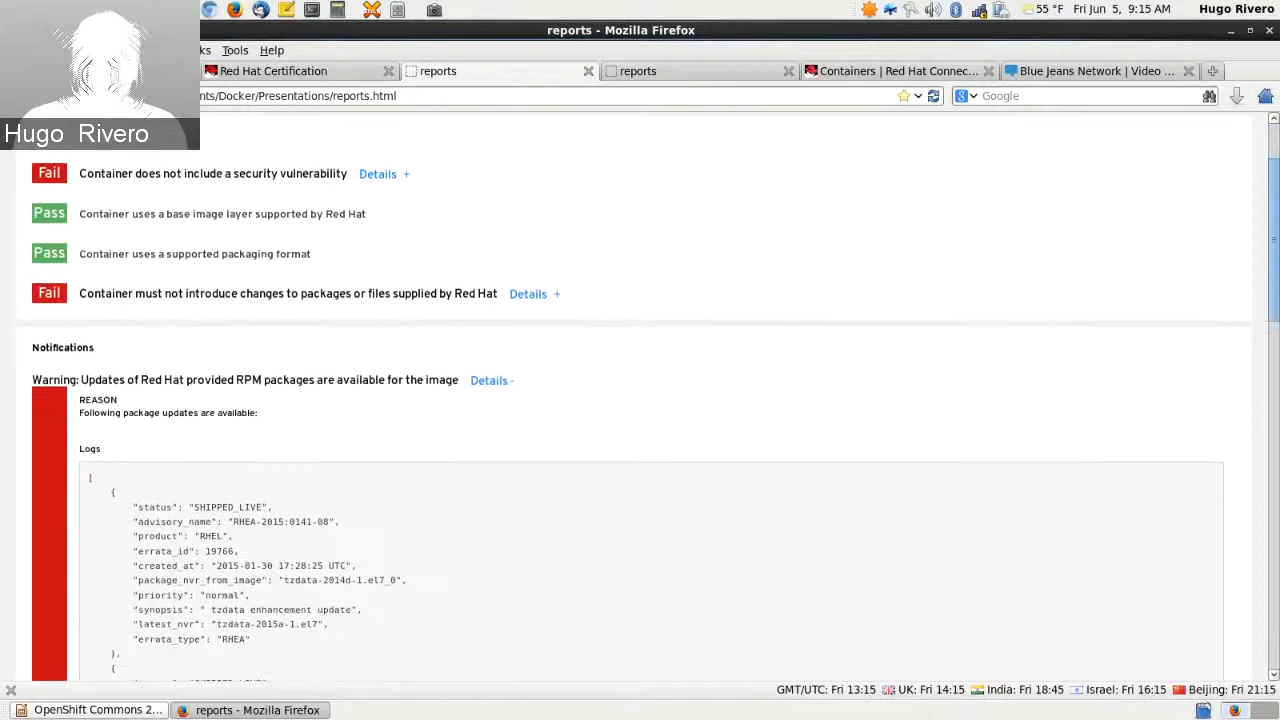 55 °F Fri Jun 5, 9:15 AM Hugo Rivero
reports - Mozilla Firefox
ks Tools Help
Red Hat Certification reports reports Containers | Red Hat Connec... Blue Jeans Network | Video ...
nts/Docker/Presentations/reports.html Google
Hugo Rivero
Fail Container does not include a security vulnerability Details +
Pass Container uses a base image layer supported by Red Hat
Pass Container uses a supported packaging format
Fail Container must not introduce changes to packages or files supplied by Red Hat Details +
Notifications
Warning: Updates of Red Hat provided RPM packages are available for the image Details -
REASON
Following package updates are available:
Logs
[
{
"status": "SHIPPED_LIVE",
"advisory_name": "RHEA-2015:0141-08",
"product": "RHEL",
"errata_id": 19766,
"created_at": "2015-01-30 17:28:25 UTC",
"package_nvr_from_image": "tzdata-2014d-1.el7_0",
"priority": "normal",
"synopsis": " tzdata enhancement update",
"latest_nvr": "tzdata-2015a-1.el7",
"errata_type": "RHEA"
},
{
GMT/UTC: Fri 13:15 UK: Fri 14:15 India: Fri 18:45 Israel: Fri 16:15 Beijing: Fri 21:15
OpenShift Commons 2... reports - Mozilla Firefox